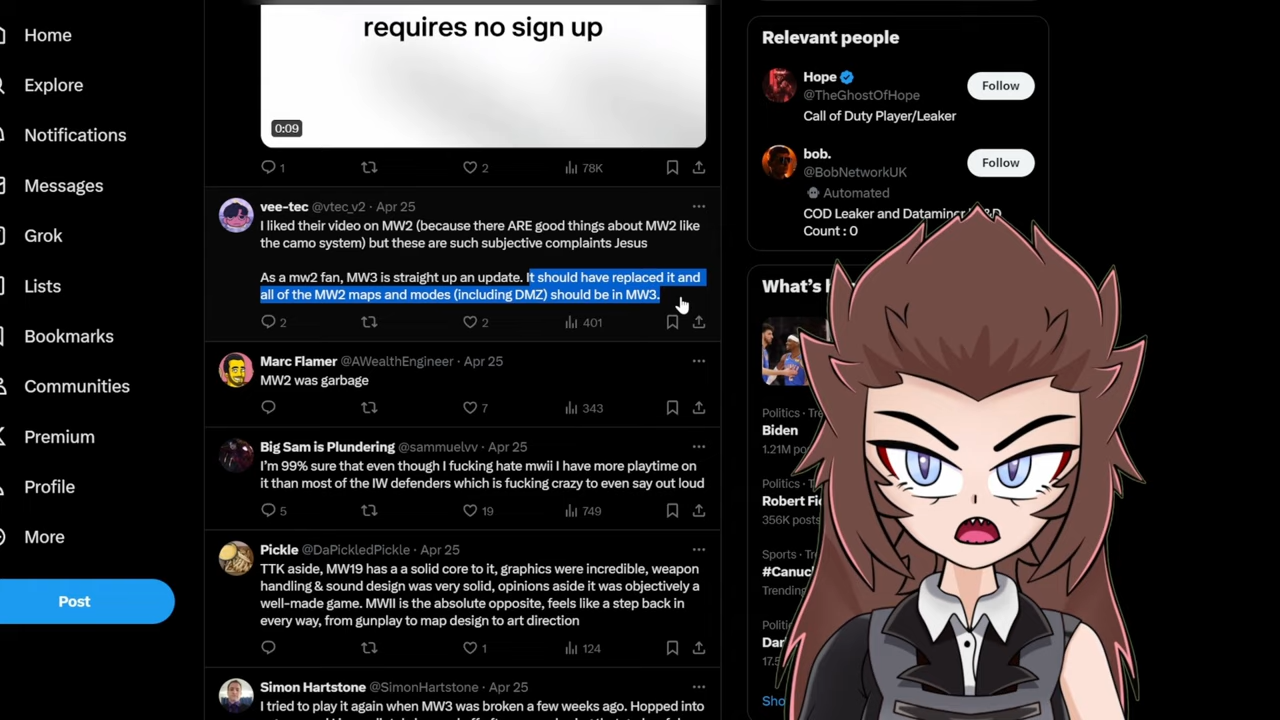 Home
Explore
Notifications
Messages
Grok
Lists
Bookmarks
Communities
Premium
Profile
More
Post
requires no sign up
0:09
1
2
78K
vee-tec @vtec_v2 · Apr 25
I liked their video on MW2 (because there ARE good things about MW2 like
the camo system) but these are such subjective complaints Jesus
As a mw2 fan, MW3 is straight up an update. It should have replaced it and
all of the MW2 maps and modes (including DMZ) should be in MW3.
2
2
401
Marc Flamer @AWealthEngineer · Apr 25
MW2 was garbage
7
343
Big Sam is Plundering @sammuelvv · Apr 25
I'm 99% sure that even though I fucking hate mwii I have more playtime on
it than most of the IW defenders which is fucking crazy to even say out loud
5
19
749
Pickle @DaPickledPickle · Apr 25
TTK aside, MW19 has a a solid core to it, graphics were incredible, weapon
handling & sound design was very solid, opinions aside it was objectively a
well-made game. MWII is the absolute opposite, feels like a step back in
every way, from gunplay to map design to art direction
1
124
Simon Hartstone @SimonHartstone · Apr 25
I tried to play it again when MW3 was broken a few weeks ago. Hopped into
Relevant people
Hope
@TheGhostOfHope
Follow
Call of Duty Player/Leaker
bob.
@BobNetworkUK
Follow
Automated
COD Leaker and Dataminer
Count : 0
What's
Politics
Biden
1.21M
Politics
Robert
356K posts
Sports
Trending
Politics
17.5